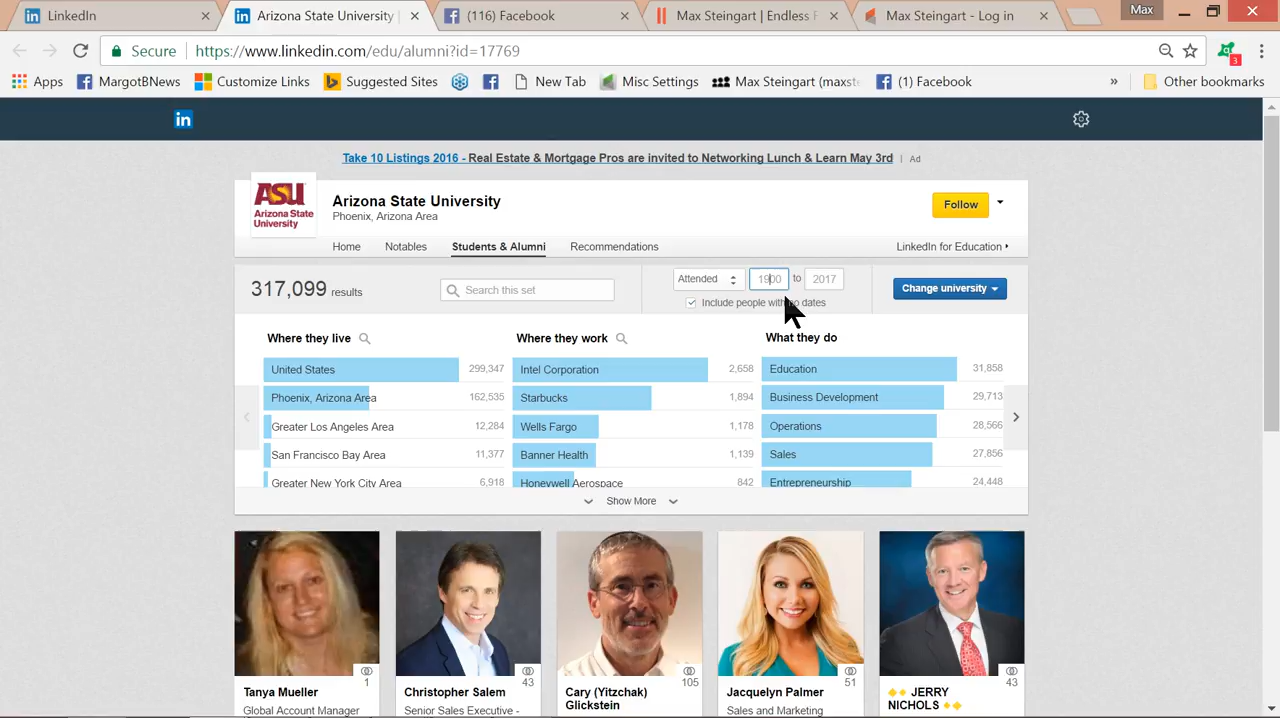 LinkedIn
Arizona State University
(116) Facebook
Max Steingart | Endless F
Max Steingart - Log in
Max
Secure
https://www.linkedin.com/edu/alumni?id=17769
3
Apps
MargotBNews
Customize Links
Suggested Sites
New Tab
Misc Settings
Max Steingart (maxste
(1) Facebook
»
Other bookmarks
in
Take 10 Listings 2016 - Real Estate & Mortgage Pros are invited to Networking Lunch & Learn May 3rd | Ad
ASU
Arizona State
University
Arizona State University
Phoenix, Arizona Area
Follow
Home
Notables
Students & Alumni
Recommendations
LinkedIn for Education
317,099 results
Search this set
Attended
1900 to 2017
Include people with no dates
Change university
Where they live
Where they work
What they do
United States 299,347
Intel Corporation 2,658
Education 31,858
Phoenix, Arizona Area 162,535
Starbucks 1,894
Business Development 29,713
Greater Los Angeles Area 12,284
Wells Fargo 1,178
Operations 28,566
San Francisco Bay Area 11,377
Banner Health 1,139
Sales 27,856
Greater New York City Area 6,918
Honeywell Aerospace 842
Entrepreneurship 24,448
Show More
1
43
105
51
43
Tanya Mueller
Global Account Manager
Christopher Salem
Senior Sales Executive -
Cary (Yitzchak)
Glickstein
Jacquelyn Palmer
Sales and Marketing
JERRY
NICHOLS